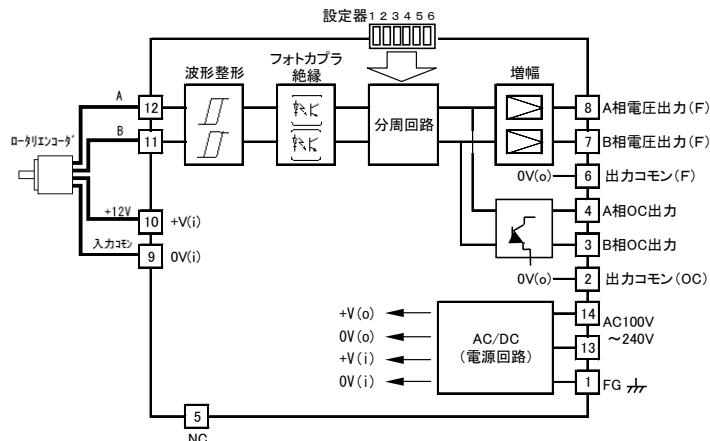 設定器 1 2 3 4 5 6
波形整形
フォトカプラ
絶縁
増幅
A
12
B
11
ロータリエンコーダ
分周回路
8 A相電圧出力(F)
7 B相電圧出力(F)
0V(o) 6 出力コモン(F)
+12V
10 +V(i)
4 A相OC出力
入力コモン
9 0V(i)
3 B相OC出力
0V(o) 2 出力コモン(OC)
+V(o)
0V(o)
+V(i)
0V(i)
AC/DC
(電源回路)
14 AC100V
～240V
13
1 FG
5
NC